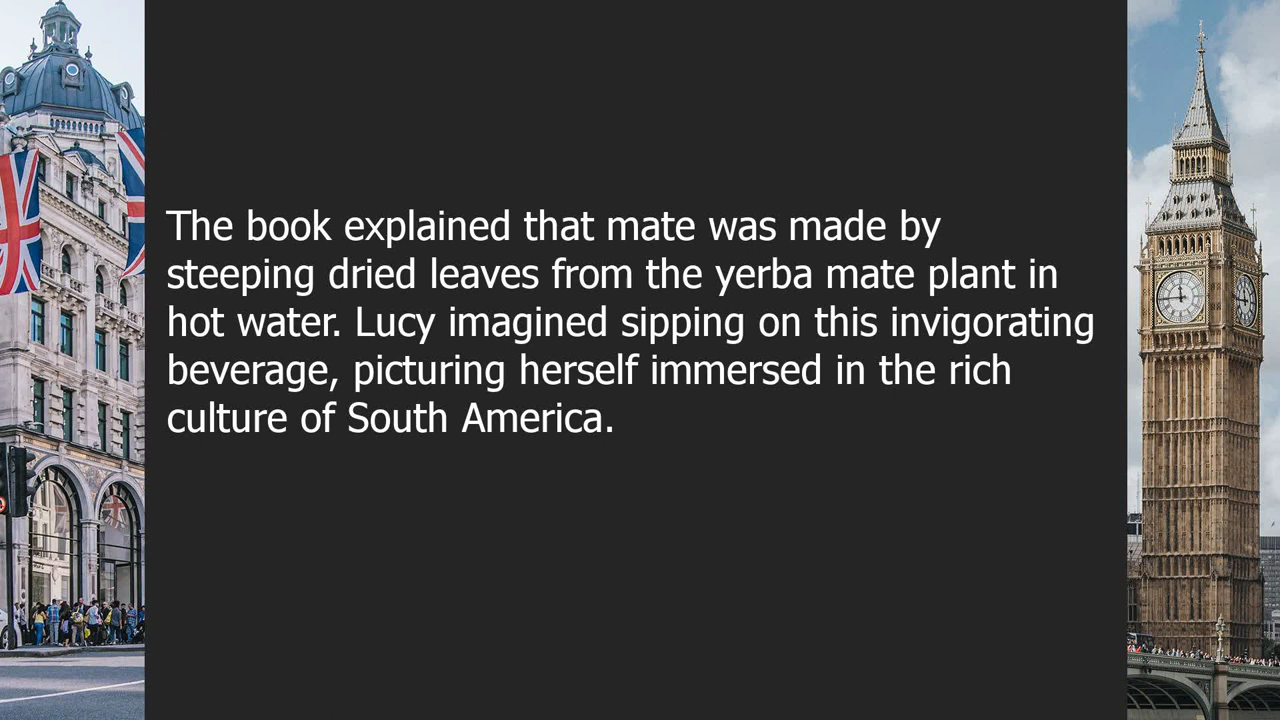 The book explained that mate was made by
steeping dried leaves from the yerba mate plant in
hot water. Lucy imagined sipping on this invigorating
beverage, picturing herself immersed in the rich
culture of South America.